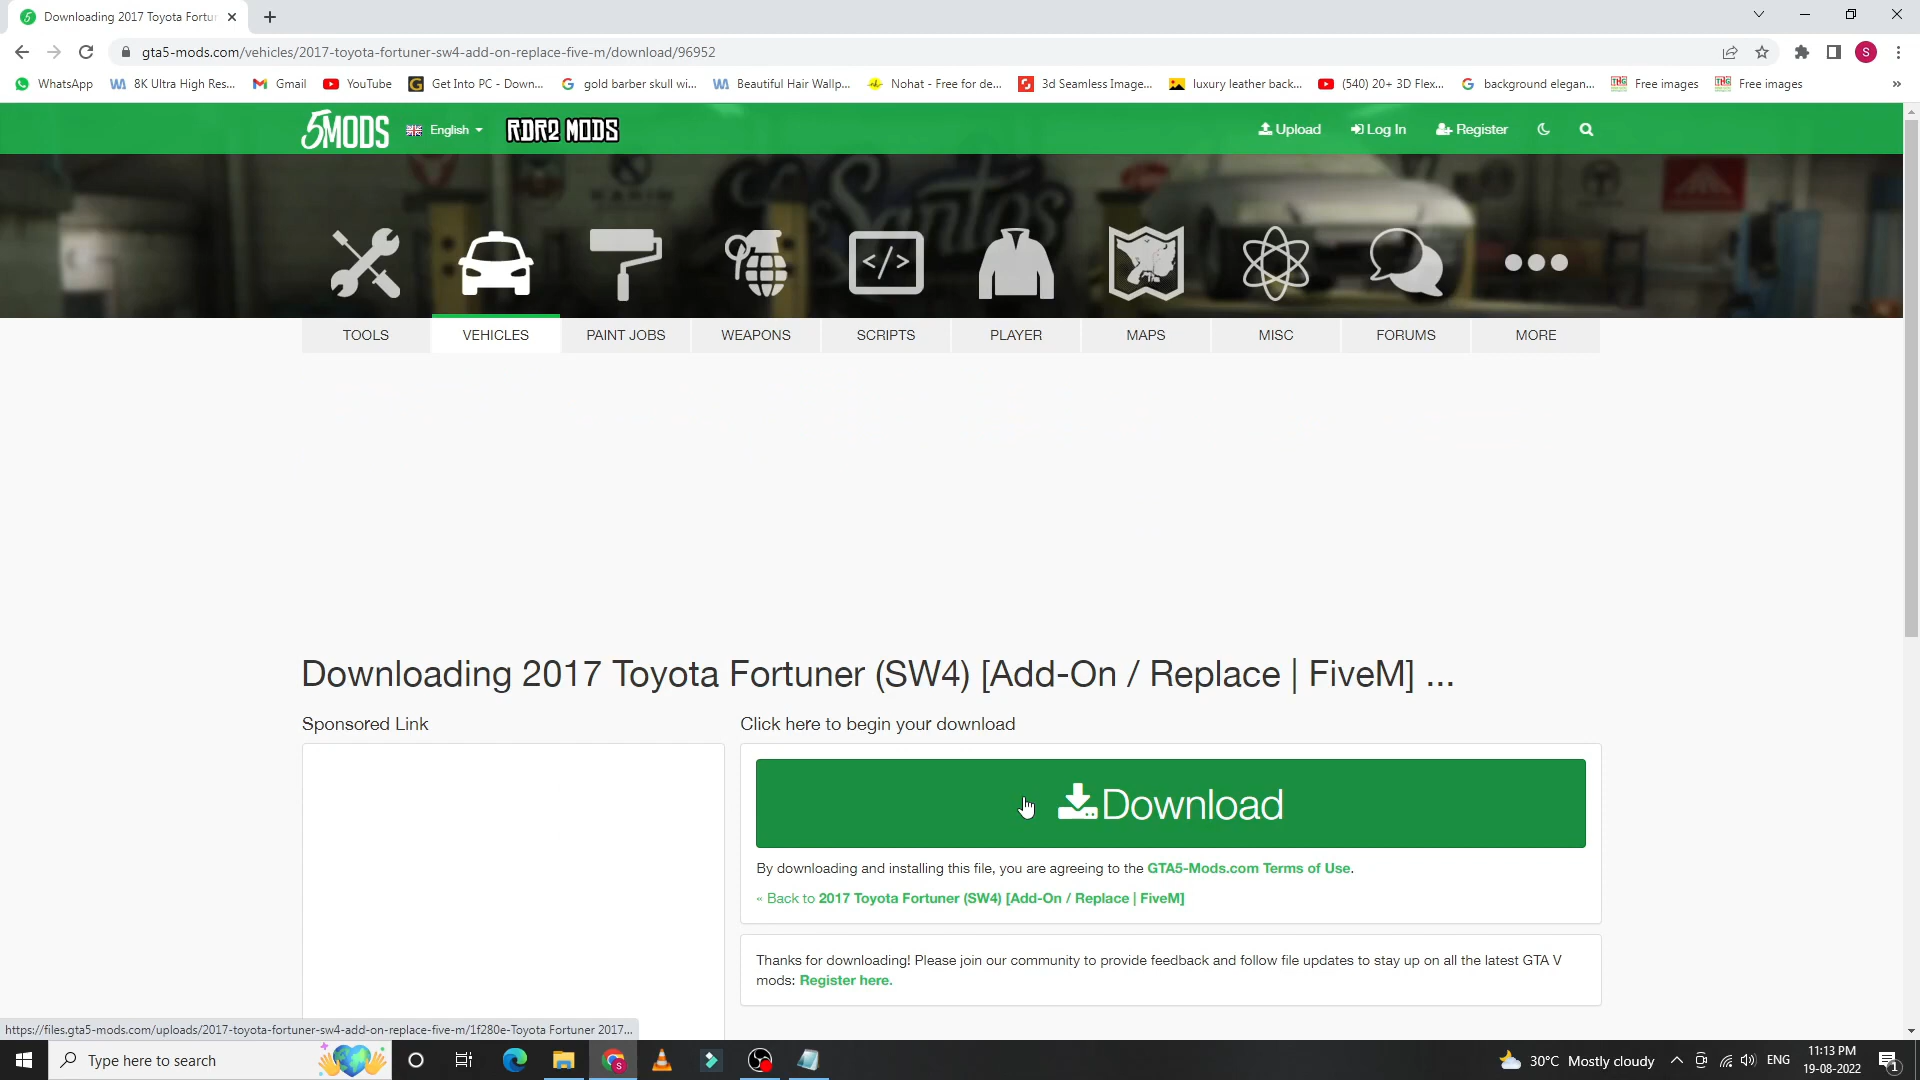 Downloading 2017 Toyota Fortun
gta5-mods.com/vehicles/2017-toyota-fortuner-sw4-add-on-replace-five-m/download/96952
S
WhatsApp
8K Ultra High Res...
Gmail
YouTube
Get Into PC - Down...
gold barber skull wi...
Beautiful Hair Wallp...
Nohat - Free for de...
3d Seamless Image...
luxury leather back...
(540) 20+ 3D Flex...
background elegan...
Free images
Free images
»
5MODS
English
RDR2 MODS
Upload
Log In
Register
Los Santos
TOOLS
VEHICLES
PAINT JOBS
WEAPONS
SCRIPTS
PLAYER
MAPS
MISC
FORUMS
MORE
Downloading 2017 Toyota Fortuner (SW4) [Add-On / Replace | FiveM] ...
Sponsored Link
Click here to begin your download
Download
By downloading and installing this file, you are agreeing to the GTA5-Mods.com Terms of Use.
« Back to 2017 Toyota Fortuner (SW4) [Add-On / Replace | FiveM]
Thanks for downloading! Please join our community to provide feedback and follow file updates to stay up on all the latest GTA V
mods: Register here.
https://files.gta5-mods.com/uploads/2017-toyota-fortuner-sw4-add-on-replace-five-m/1f280e-Toyota Fortuner 2017...
Type here to search
30°C Mostly cloudy
ENG
11:13 PM
19-08-2022
1